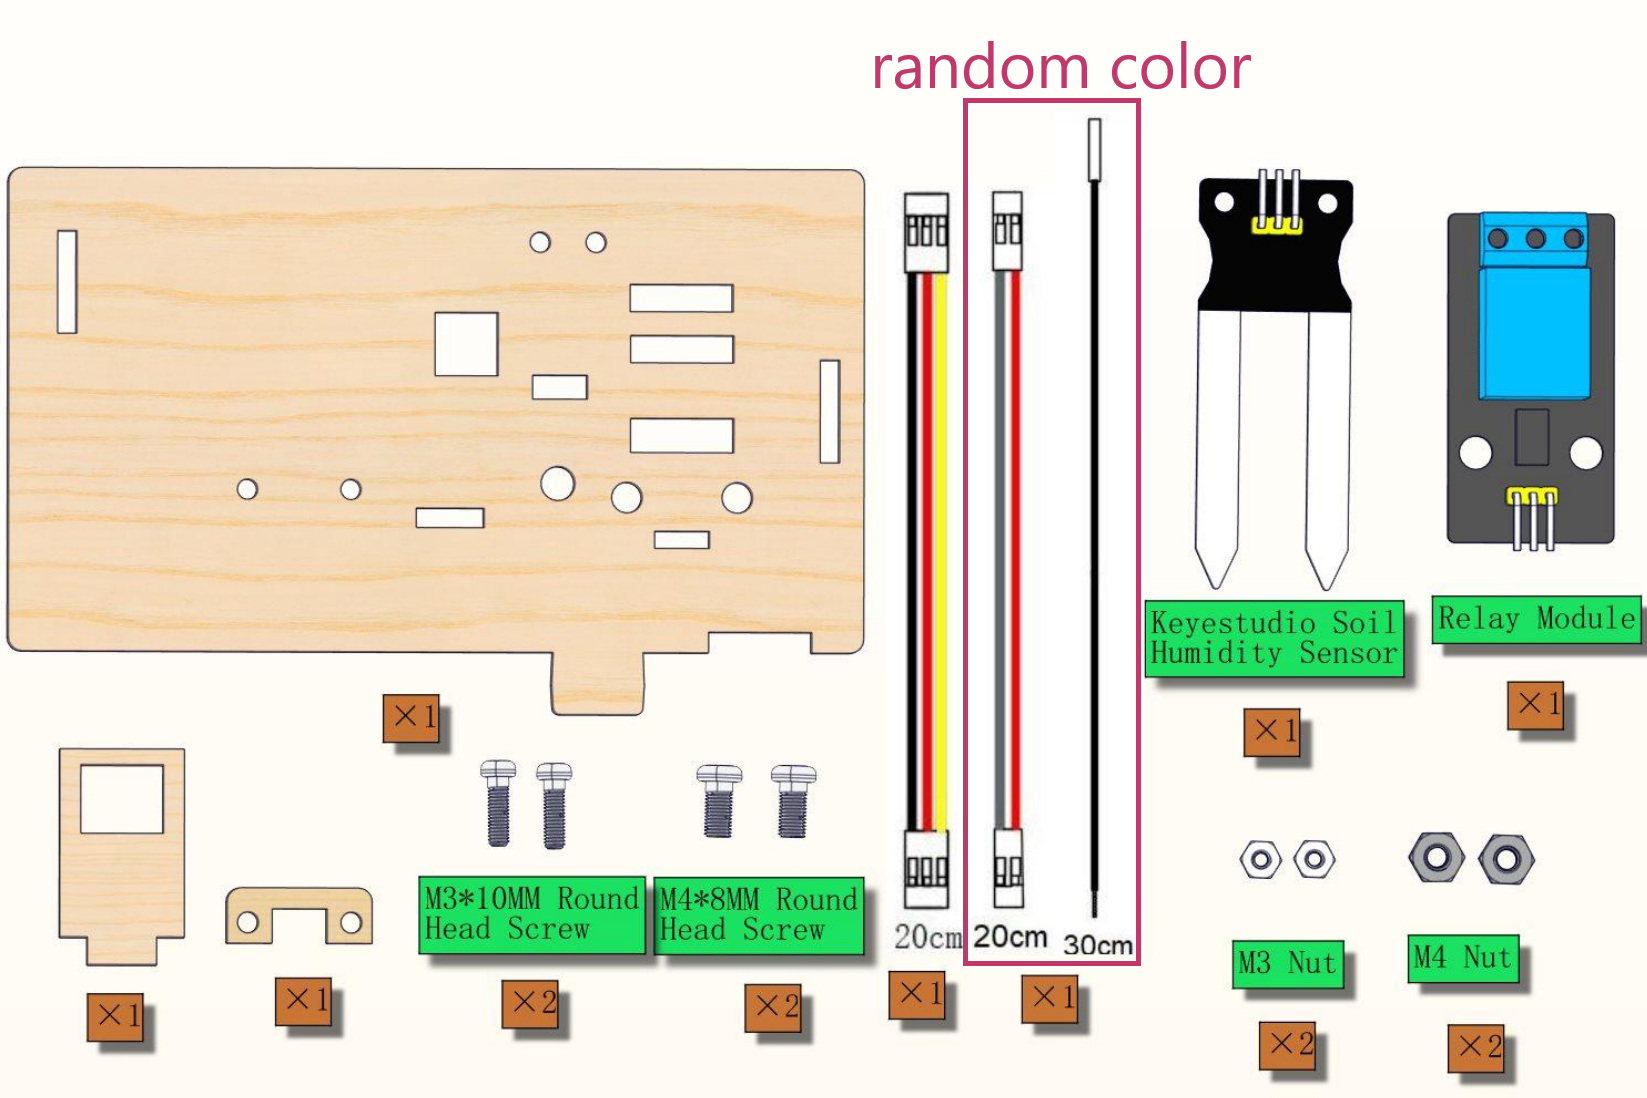 random color
20cm
20cm
30cm
Keyestudio Soil
Humidity Sensor
Relay Module
×1
×1
×1
M3*10MM Round
Head Screw
M4*8MM Round
Head Screw
M3 Nut
M4 Nut
×1
×1
×2
×2
×1
×1
×2
×2